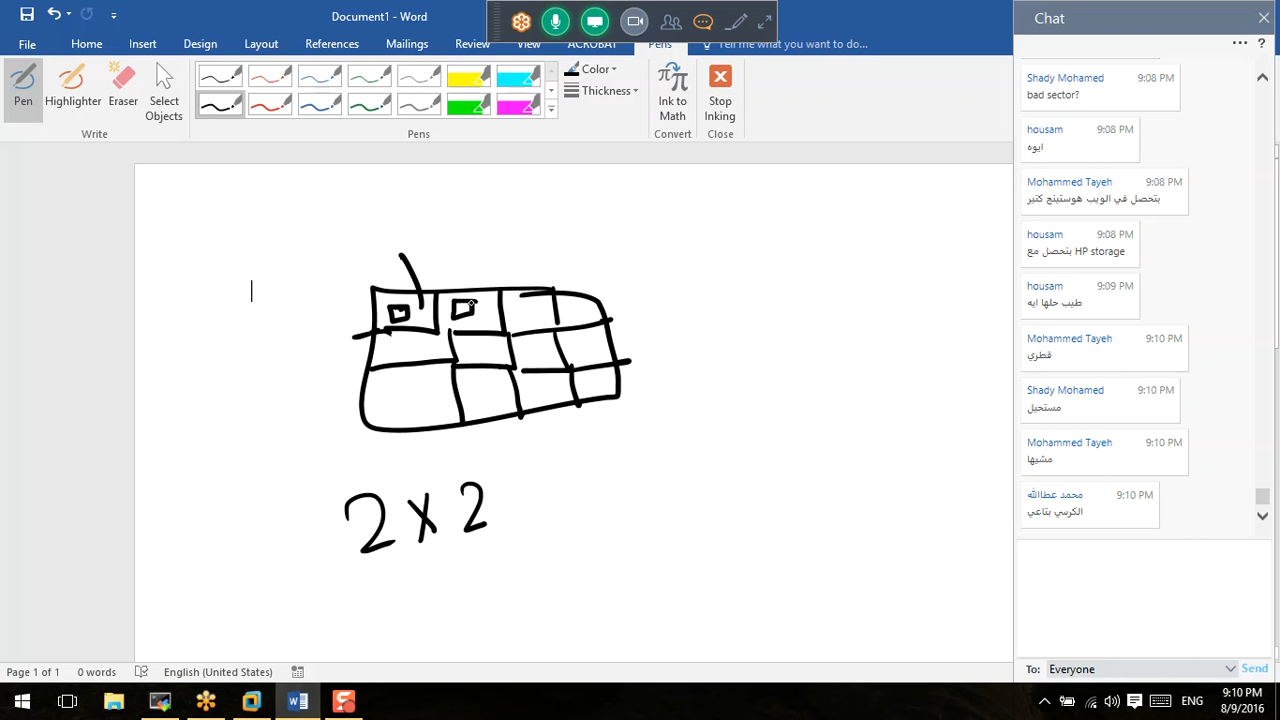 Document1 - Word
File Home Insert Design Layout References Mailings Review View ACROBAT Pens Tell me what you want to do...
Pen
Highlighter
Eraser
Select Objects
Color
Thickness
Ink to Math
Stop Inking
Write
Pens
Convert
Close
2 x 2
Page 1 of 1 0 words English (United States)
Chat
Shady Mohamed 9:08 PM
bad sector?
housam 9:08 PM
ايوه
Mohammed Tayeh 9:08 PM
بتحصل في الويب هوستينج كتير
housam 9:08 PM
بتحصل مع HP storage
housam 9:09 PM
طيب حلها ايه
Mohammed Tayeh 9:10 PM
قطري
Shady Mohamed 9:10 PM
مستحيل
Mohammed Tayeh 9:10 PM
مشيها
محمد عطاالله 9:10 PM
الكرسي بتاعي
To: Everyone Send
ENG
9:10 PM
8/9/2016